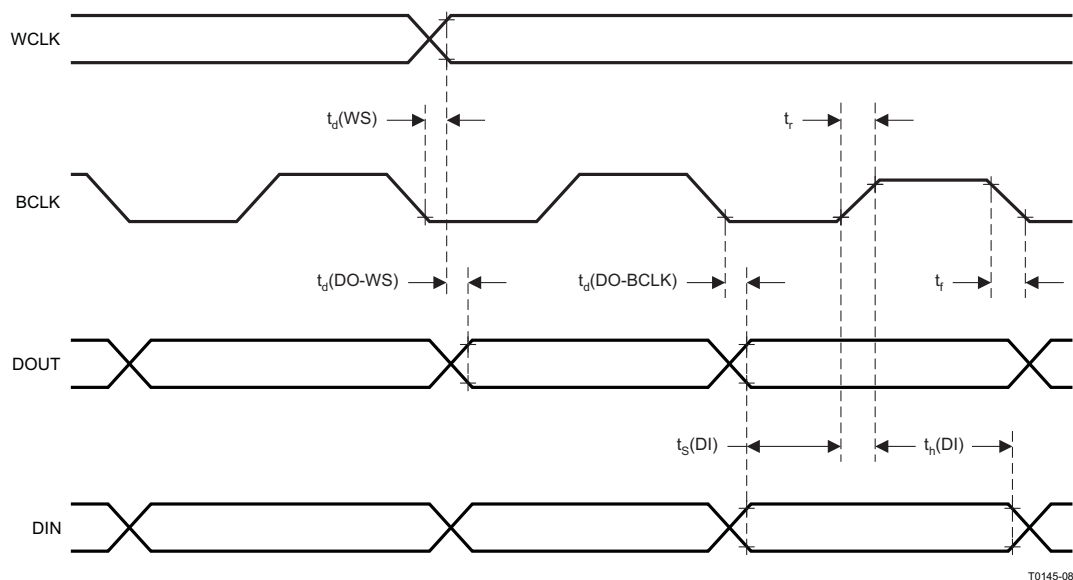 WCLK
td(WS)
tr
BCLK
td(DO-WS)
td(DO-BCLK)
tf
DOUT
tS(DI)
th(DI)
DIN
T0145-08